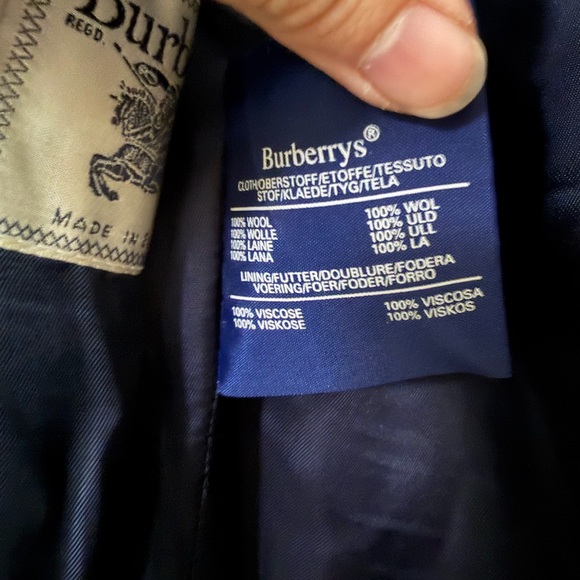 Burb
REGD.
MADE IN
Burberrys®
CLOTH/OBERSTOFF/ETOFFE/TESSUTO
STOF/KLAEDE/TYG/TELA
100% WOOL 100% WOL
100% WOLLE 100% ULD
100% LAINE 100% ULL
100% LANA 100% LA
LINING/FUTTER/DOUBLURE/FODERA
VOERING/FOER/FODER/FORRO
100% VISCOSE 100% VISCOSA
100% VISKOSE 100% VISKOS